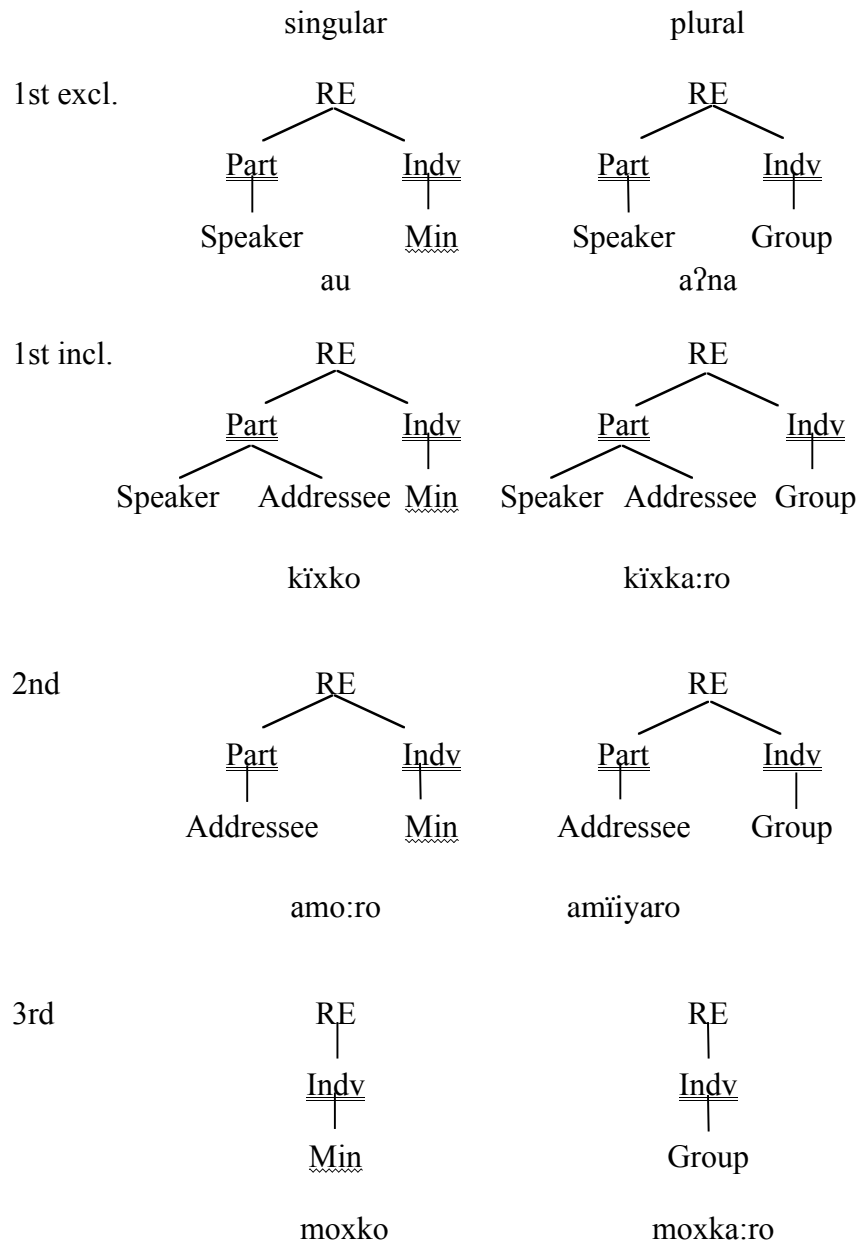 singular plural
1st excl. RE RE
Part Indv Part Indv
Speaker Min Speaker Group
au aʔna
1st incl. RE RE
Part Indv Part Indv
Speaker Addressee Min Speaker Addressee Group
kïxko kïxka:ro
2nd RE RE
Part Indv Part Indv
Addressee Min Addressee Group
amo:ro amïiyaro
3rd RE RE
Indv Indv
Min Group
moxko moxka:ro